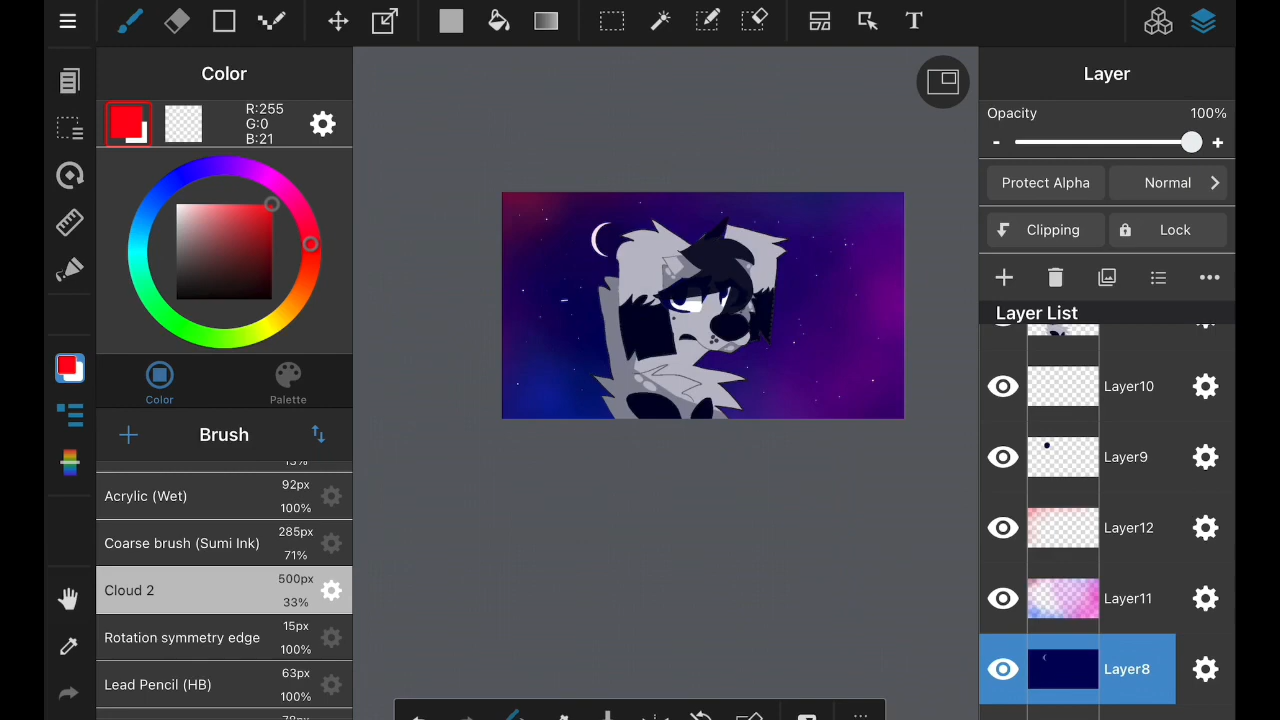 T
Color
R:255
G:0
B:21
Color
Palette
Brush
13%
Acrylic (Wet)
92px
100%
Coarse brush (Sumi Ink)
285px
71%
Cloud 2
500px
33%
Rotation symmetry edge
15px
100%
Lead Pencil (HB)
63px
100%
Layer
Opacity
100%
-
+
Protect Alpha
Normal
Clipping
Lock
Layer List
Layer10
Layer9
Layer12
Layer11
Layer8